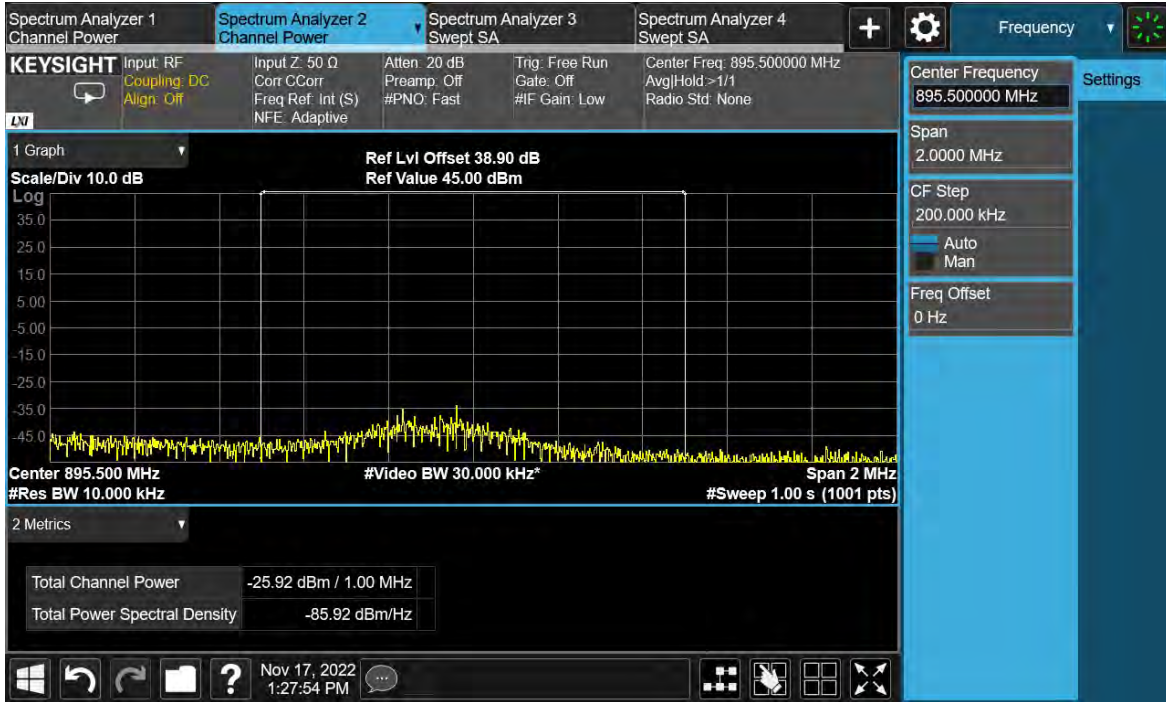 Spectrum Analyzer 1
Channel Power
Spectrum Analyzer 2
Channel Power
Spectrum Analyzer 3
Swept SA
Spectrum Analyzer 4
Swept SA
+
Frequency
KEYSIGHT
LXI
Input: RF
Coupling: DC
Align: Off
Input Z: 50 Ω
Corr CCorr
Freq Ref: Int (S)
NFE: Adaptive
Atten: 20 dB
Preamp: Off
#PNO: Fast
Trig: Free Run
Gate: Off
#IF Gain: Low
Center Freq: 895.500000 MHz
Avg|Hold:>1/1
Radio Std: None
Center Frequency
895.500000 MHz
Settings
Span
2.0000 MHz
CF Step
200.000 kHz
Auto
Man
Freq Offset
0 Hz
1 Graph
Scale/Div 10.0 dB
Ref Lvl Offset 38.90 dB
Ref Value 45.00 dBm
Log
35.0
25.0
15.0
5.00
-5.00
-15.0
-25.0
-35.0
-45.0
Center 895.500 MHz
#Video BW 30.000 kHz*
Span 2 MHz
#Res BW 10.000 kHz
#Sweep 1.00 s (1001 pts)
2 Metrics
Total Channel Power -25.92 dBm / 1.00 MHz
Total Power Spectral Density -85.92 dBm/Hz
?
Nov 17, 2022
1:27:54 PM